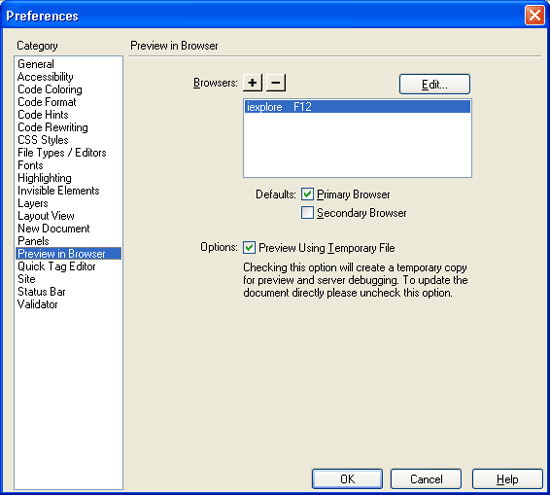 Preferences
Category
Preview in Browser
General
Accessibility
Code Coloring
Code Format
Code Hints
Code Rewriting
CSS Styles
File Types / Editors
Fonts
Highlighting
Invisible Elements
Layers
Layout View
New Document
Panels
Preview in Browser
Quick Tag Editor
Site
Status Bar
Validator
Browsers: + − Edit...
iexplore F12
Defaults: Primary Browser
Secondary Browser
Options: Preview Using Temporary File
Checking this option will create a temporary copy
for preview and server debugging. To update the
document directly please uncheck this option.
OK Cancel Help